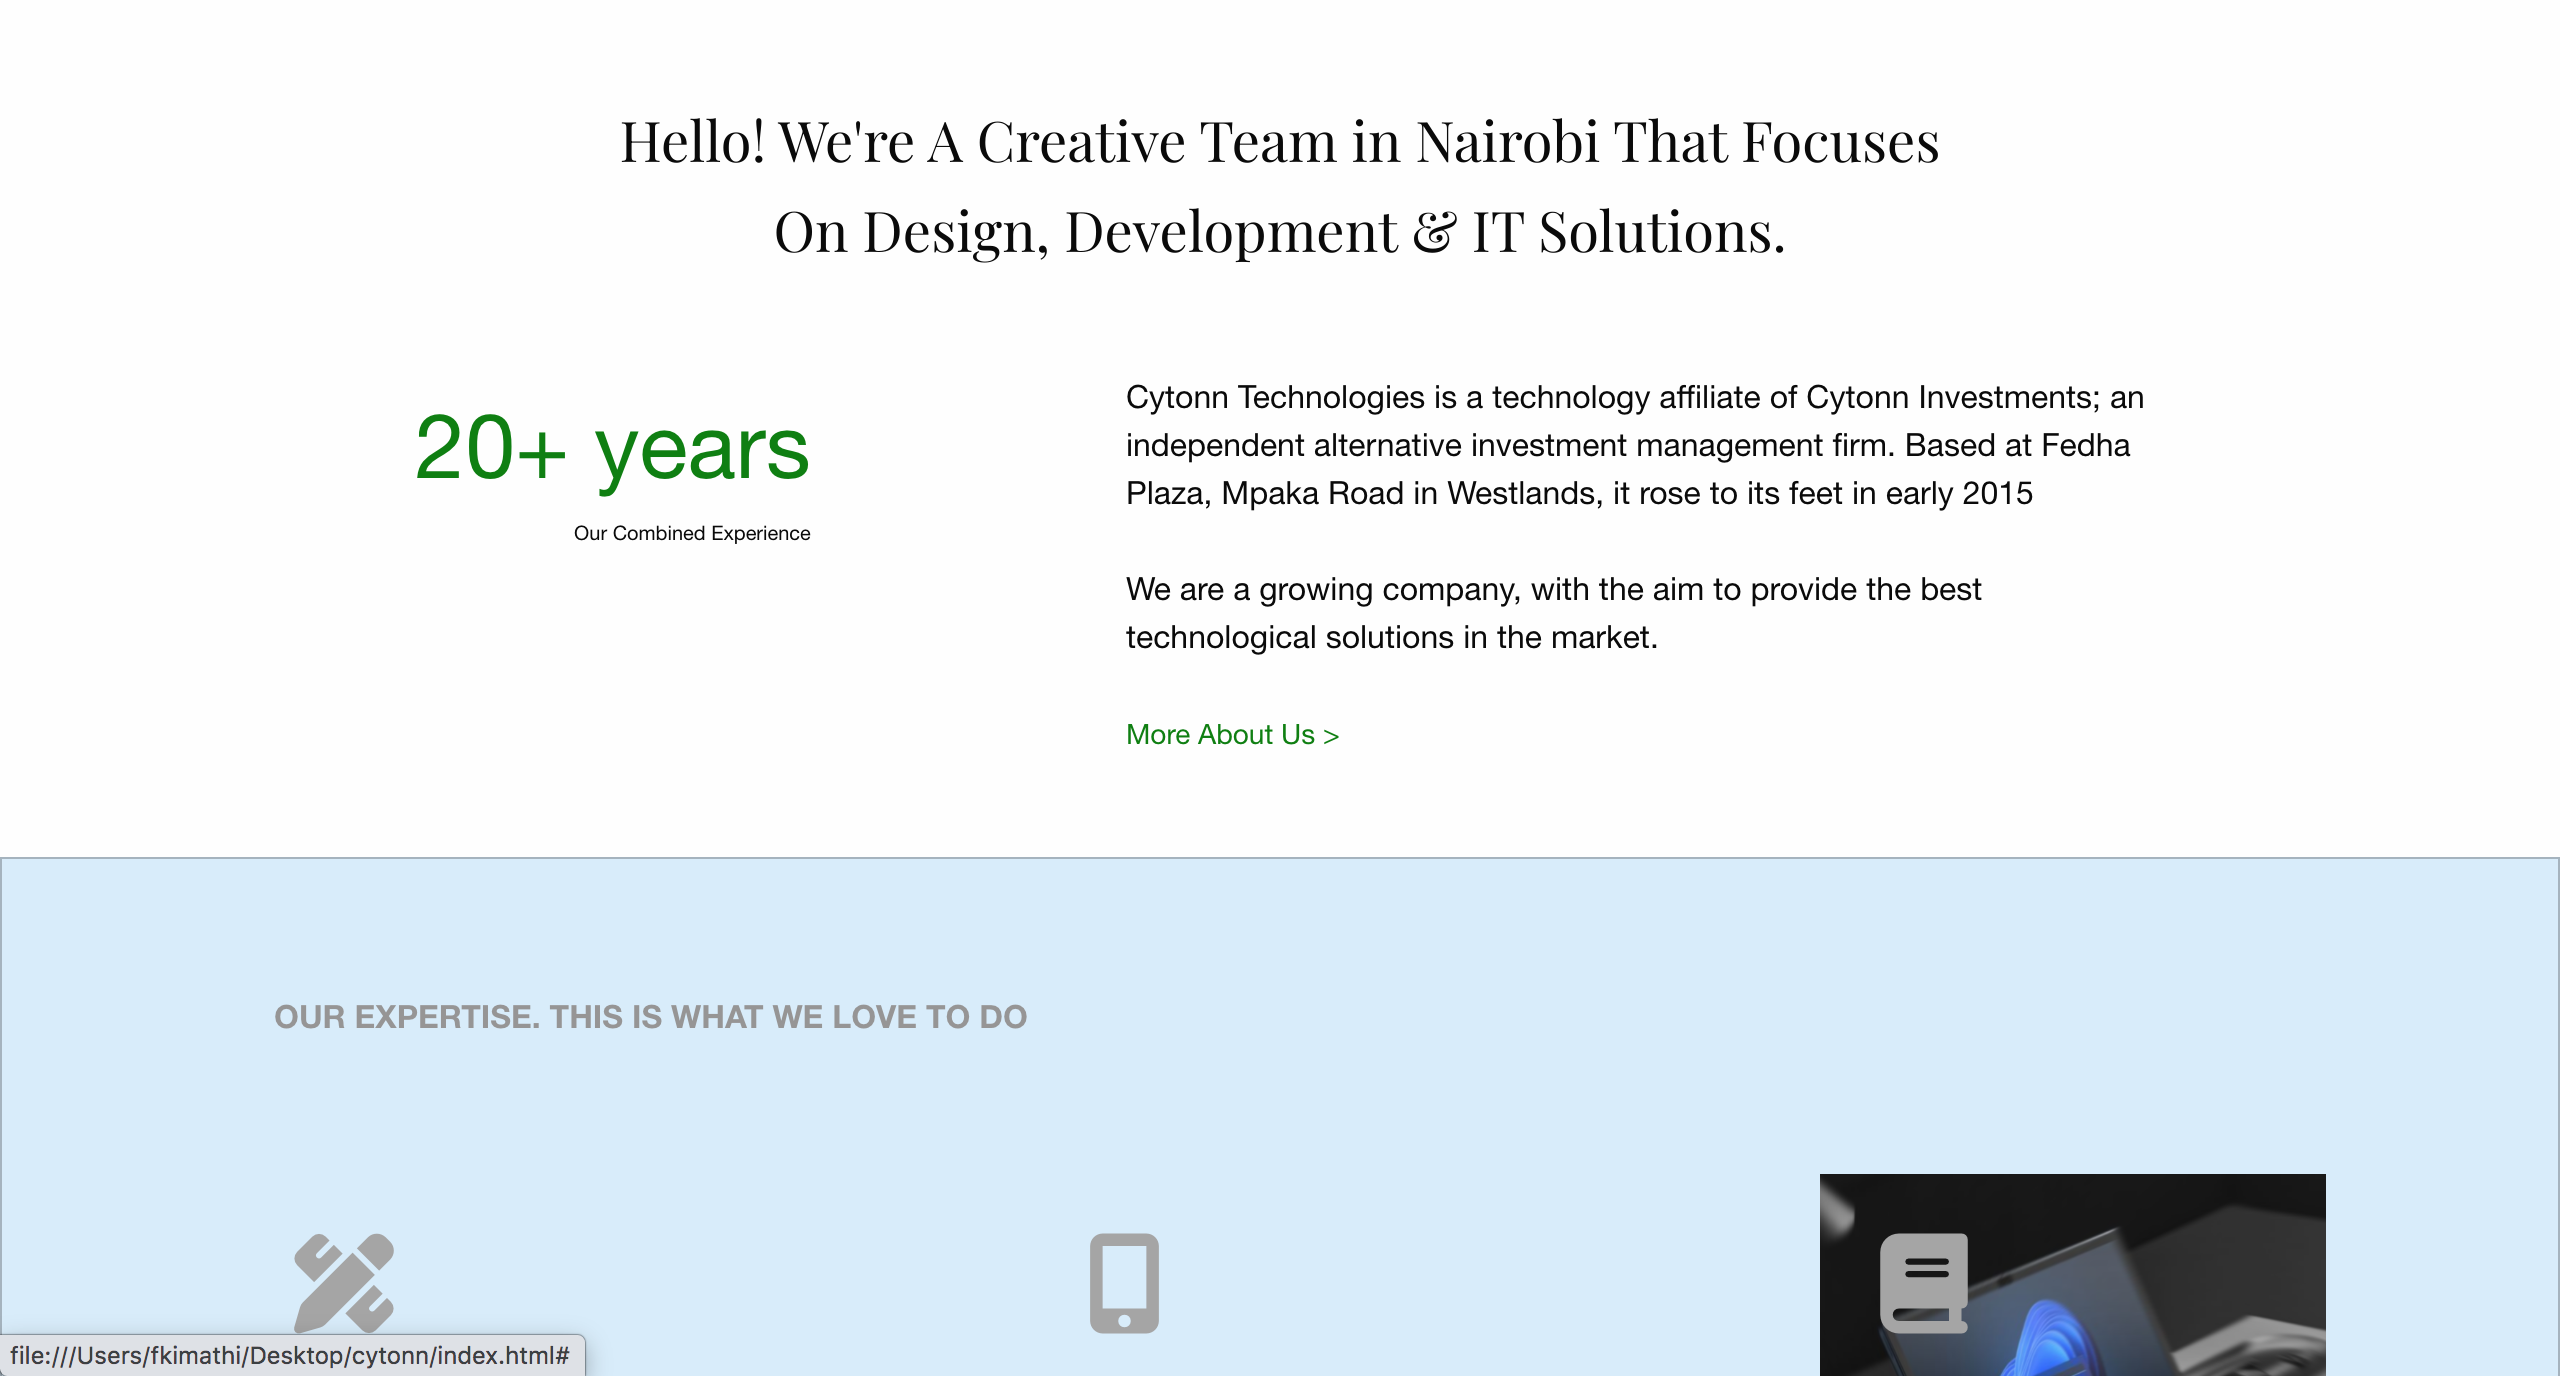 Hello! We're A Creative Team in Nairobi That Focuses
On Design, Development & IT Solutions.
20+ years
Our Combined Experience
Cytonn Technologies is a technology affiliate of Cytonn Investments; an
independent alternative investment management firm. Based at Fedha
Plaza, Mpaka Road in Westlands, it rose to its feet in early 2015
We are a growing company, with the aim to provide the best
technological solutions in the market.
More About Us >
OUR EXPERTISE. THIS IS WHAT WE LOVE TO DO
file:///Users/fkimathi/Desktop/cytonn/index.html#